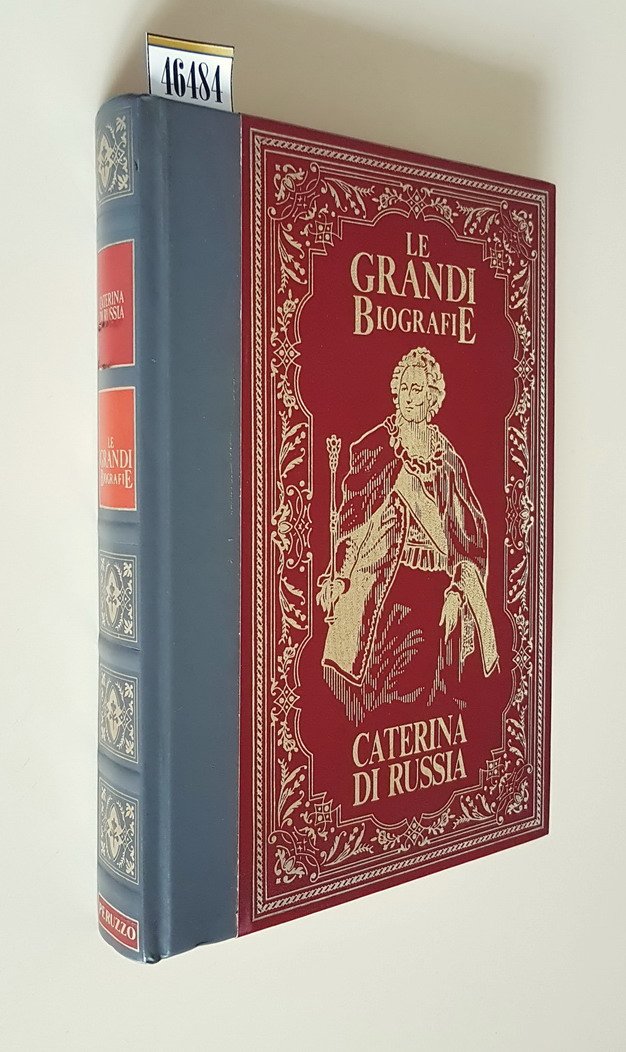 46484
CATERINA
DI RUSSIA
LE
GRANDI
BIOGRAFIE
PERUZZO
LE
GRANDI
BIOGRAFIE
CATERINA
DI RUSSIA